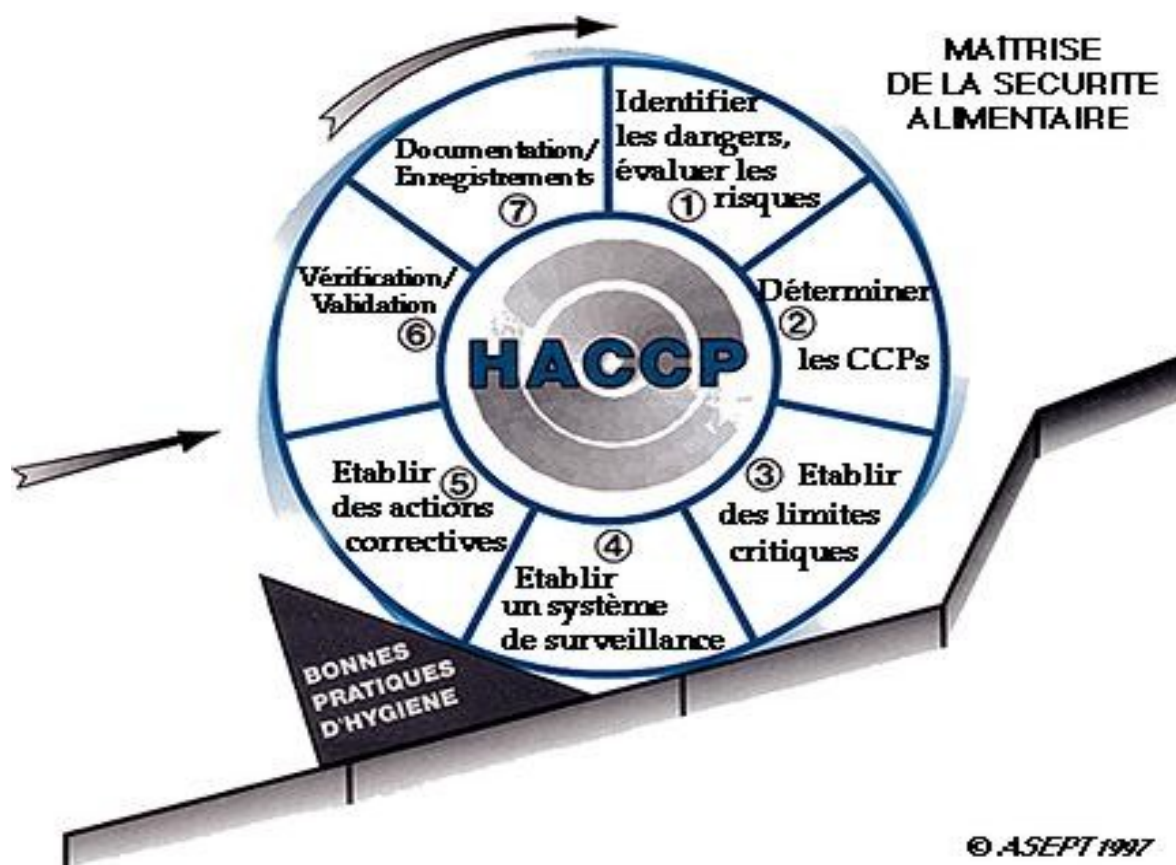 MAÎTRISE
DE LA SECURITE
ALIMENTAIRE
Identifier
les dangers,
évaluer les
risques
①
Déterminer
②
les CCPs
③ Etablir
des limites
critiques
④
Etablir
un système
de surveillance
Etablir ⑤
des actions
correctives
Vérification/
Validation
⑥
Documentation/
Enregistrements
⑦
HACCP
BONNES
PRATIQUES
D'HYGIENE
© ASEPT 1997